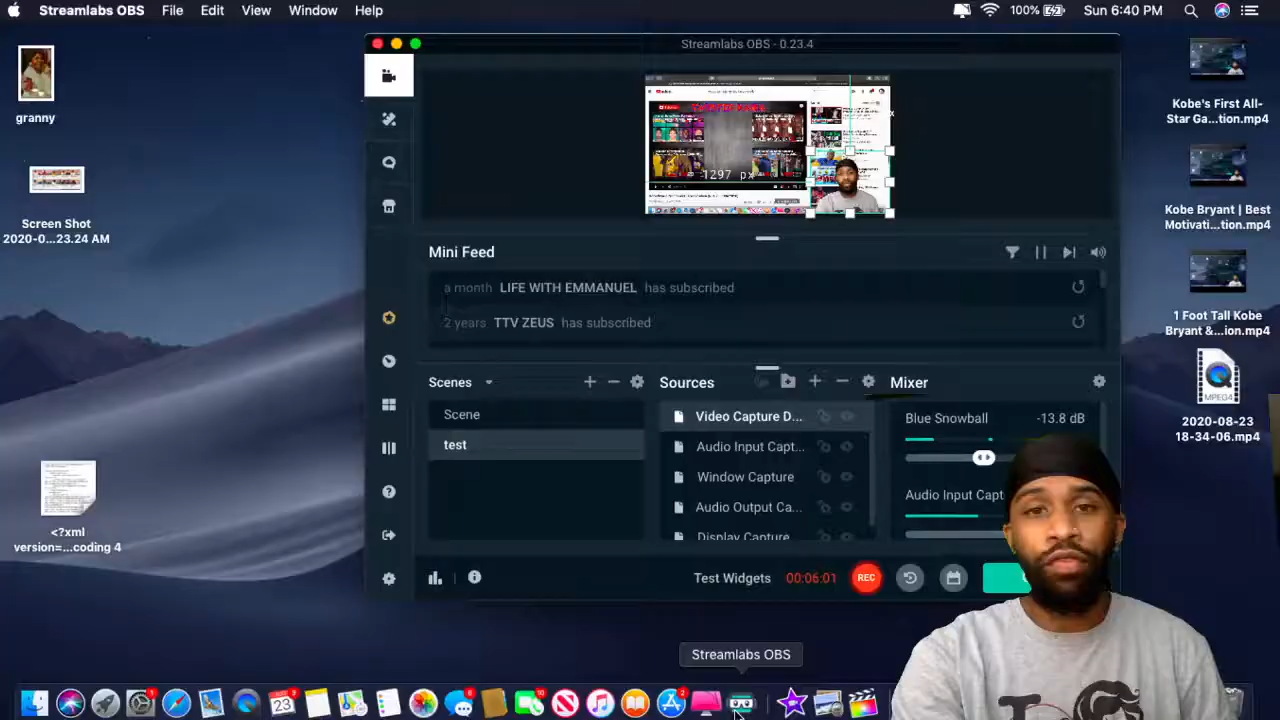 Streamlabs OBS File Edit View Window Help
100% Sun 6:40 PM
Streamlabs OBS - 0.23.4
granny
Screen Shot
2020-0...23.24 AM
<?xml
version=...coding 4
-1297 px
Mini Feed
a month LIFE WITH EMMANUEL has subscribed
2 years TTV ZEUS has subscribed
Scenes
Scene
test
Sources
Video Capture D...
Audio Input Capt...
Window Capture
Audio Output Ca...
Display Capture
Mixer
Blue Snowball -13.8 dB
Audio Input Capt
Test Widgets 00:06:01 REC
Kobe's First All-
Star Ga...tion.mp4
Kobe Bryant | Best
Motivati...tion.mp4
1 Foot Tall Kobe
Bryant &...ion.mp4
MPEG4
2020-08-23
18-34-06.mp4
Streamlabs OBS
23